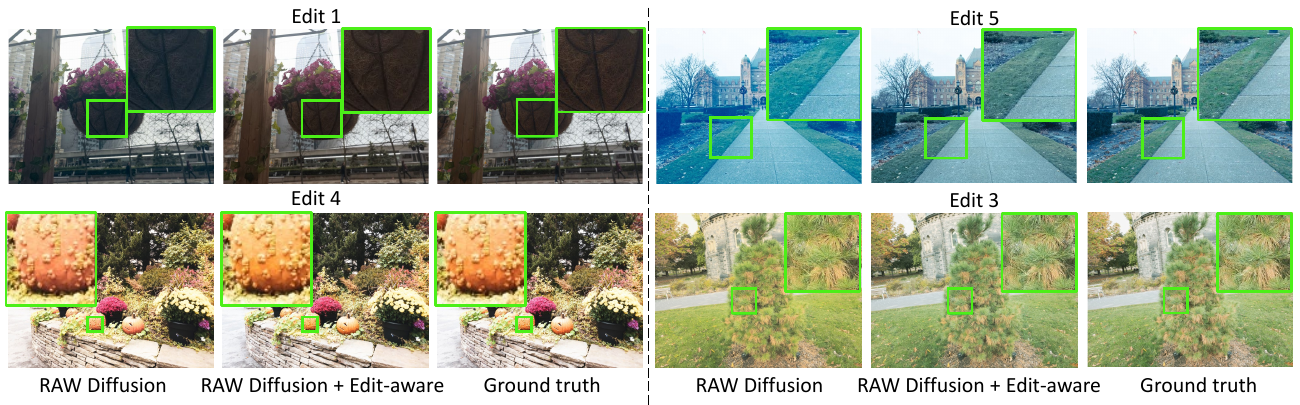 Edit 1
Edit 5
Edit 4
Edit 3
RAW Diffusion
RAW Diffusion + Edit-aware
Ground truth
RAW Diffusion
RAW Diffusion + Edit-aware
Ground truth